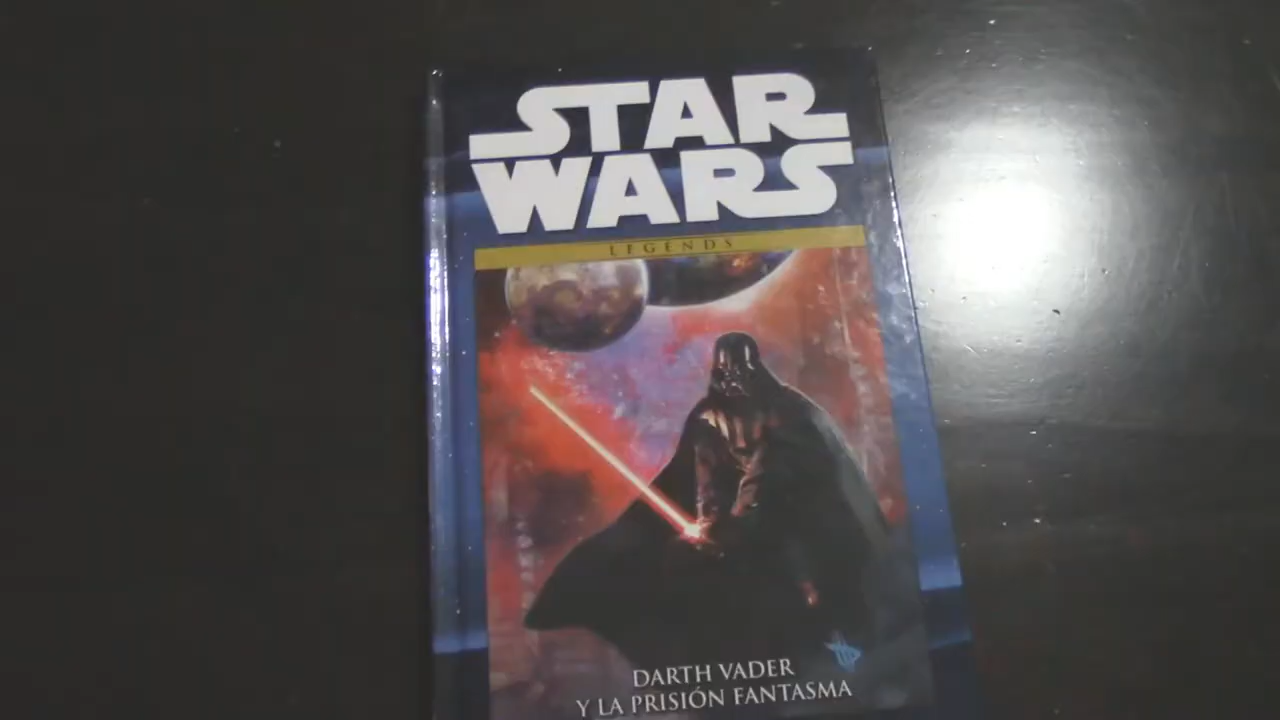 STAR
WARS
LEGENDS
DARTH VADER
Y LA PRISIÓN FANTASMA